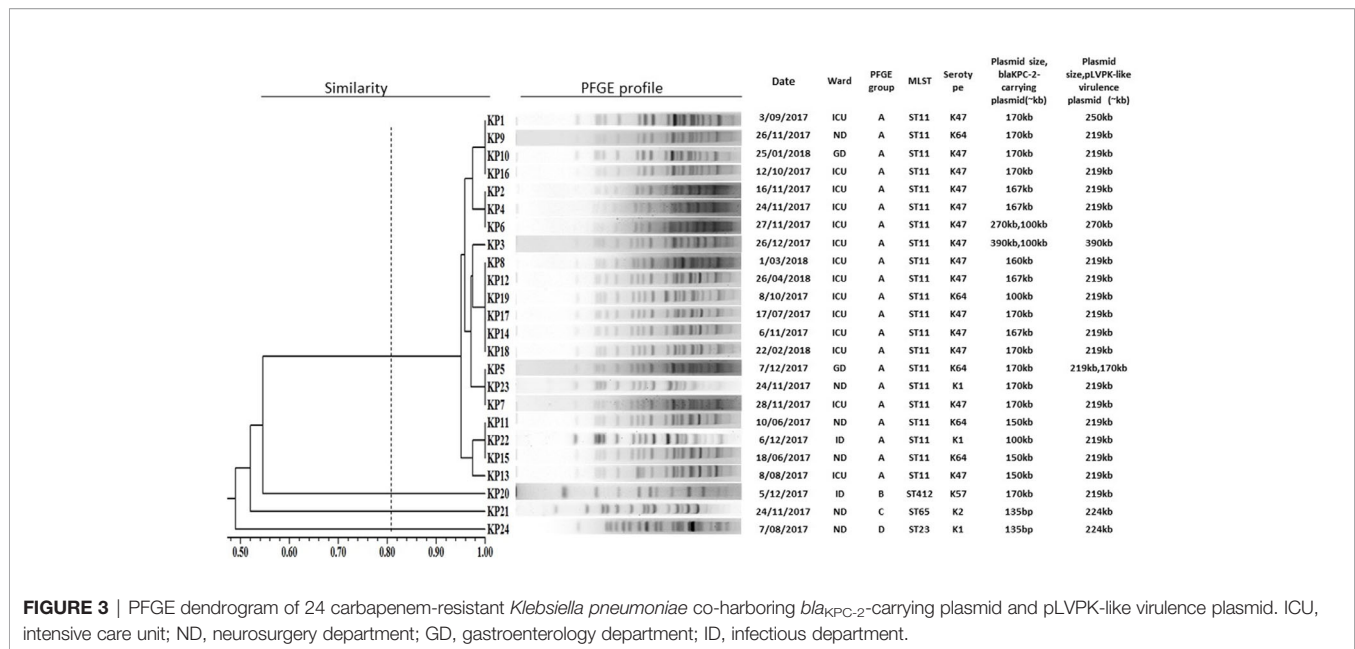 Similarity PFGE profile Date Ward PFGE group MLST Seroty pe Plasmid size, blaKPC-2-carrying plasmid(~kb) Plasmid size,pLVPK-like virulence plasmid (~kb)
KP1 3/09/2017 ICU A ST11 K47 170kb 250kb
KP9 26/11/2017 ND A ST11 K64 170kb 219kb
KP10 25/01/2018 GD A ST11 K47 170kb 219kb
KP16 12/10/2017 ICU A ST11 K47 170kb 219kb
KP2 16/11/2017 ICU A ST11 K47 167kb 219kb
KP4 24/11/2017 ICU A ST11 K47 167kb 219kb
KP6 27/11/2017 ICU A ST11 K47 270kb,100kb 270kb
KP3 26/12/2017 ICU A ST11 K47 390kb,100kb 390kb
KP8 1/03/2018 ICU A ST11 K47 160kb 219kb
KP12 26/04/2018 ICU A ST11 K47 167kb 219kb
KP19 8/10/2017 ICU A ST11 K64 100kb 219kb
KP17 17/07/2017 ICU A ST11 K47 170kb 219kb
KP14 6/11/2017 ICU A ST11 K47 167kb 219kb
KP18 22/02/2018 ICU A ST11 K47 170kb 219kb
KP5 7/12/2017 GD A ST11 K64 170kb 219kb,170kb
KP23 24/11/2017 ND A ST11 K1 170kb 219kb
KP7 28/11/2017 ICU A ST11 K47 170kb 219kb
KP11 10/06/2017 ND A ST11 K64 150kb 219kb
KP22 6/12/2017 ID A ST11 K1 100kb 219kb
KP15 18/06/2017 ND A ST11 K64 150kb 219kb
KP13 8/08/2017 ICU A ST11 K47 150kb 219kb
KP20 5/12/2017 ID B ST412 K57 170kb 219kb
KP21 24/11/2017 ND C ST65 K2 135bp 224kb
KP24 7/08/2017 ND D ST23 K1 135bp 224kb
0.50 0.60 0.70 0.80 0.90 1.00
FIGURE 3 | PFGE dendrogram of 24 carbapenem-resistant Klebsiella pneumoniae co-harboring blaKPC-2-carrying plasmid and pLVPK-like virulence plasmid. ICU,
intensive care unit; ND, neurosurgery department; GD, gastroenterology department; ID, infectious department.